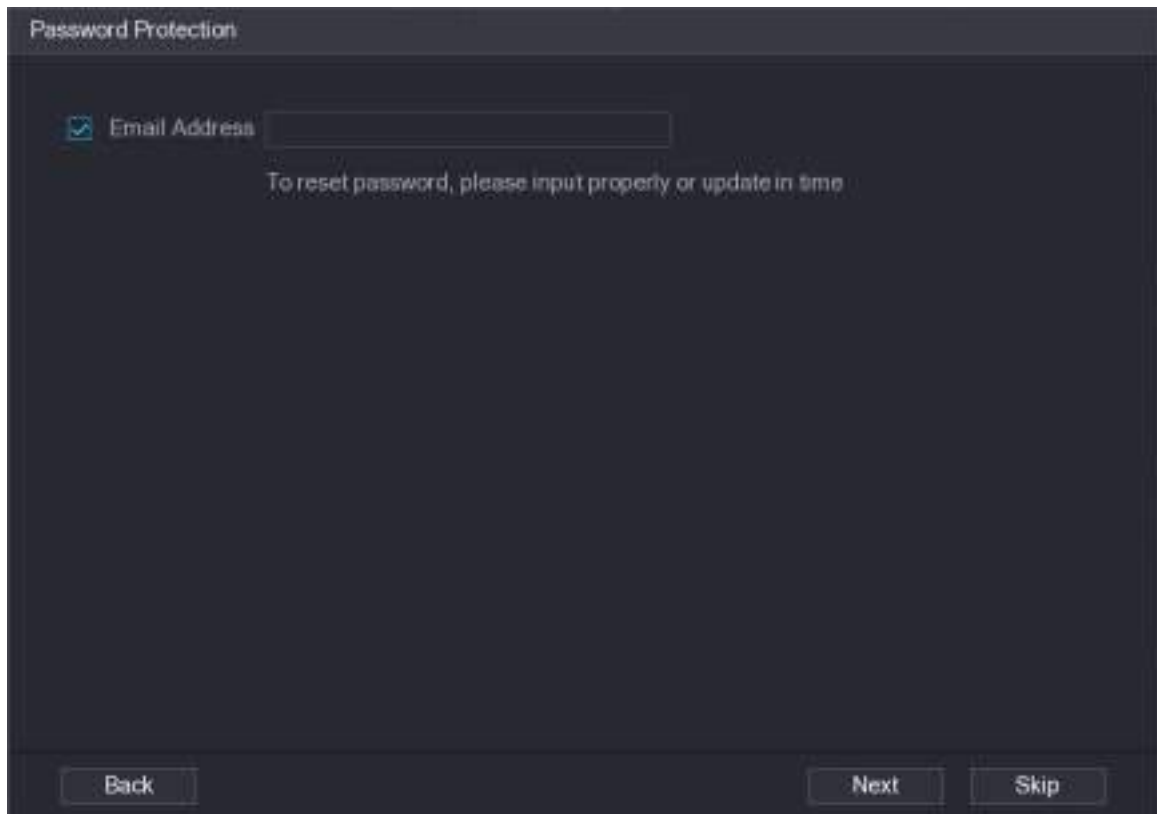 Password Protection
Email Address
To reset password, please input properly or update in time
Back Next Skip